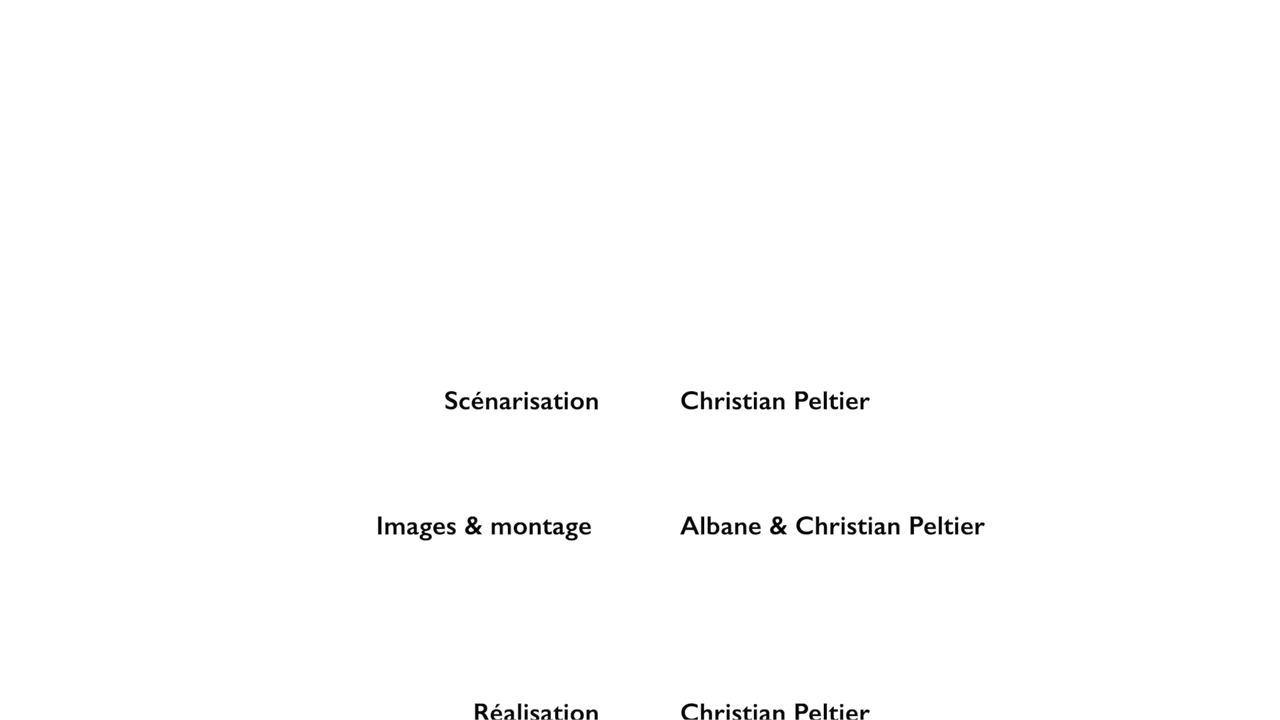 Scénarisation Christian Peltier
Images & montage Albane & Christian Peltier
Réalisation Christian Peltier